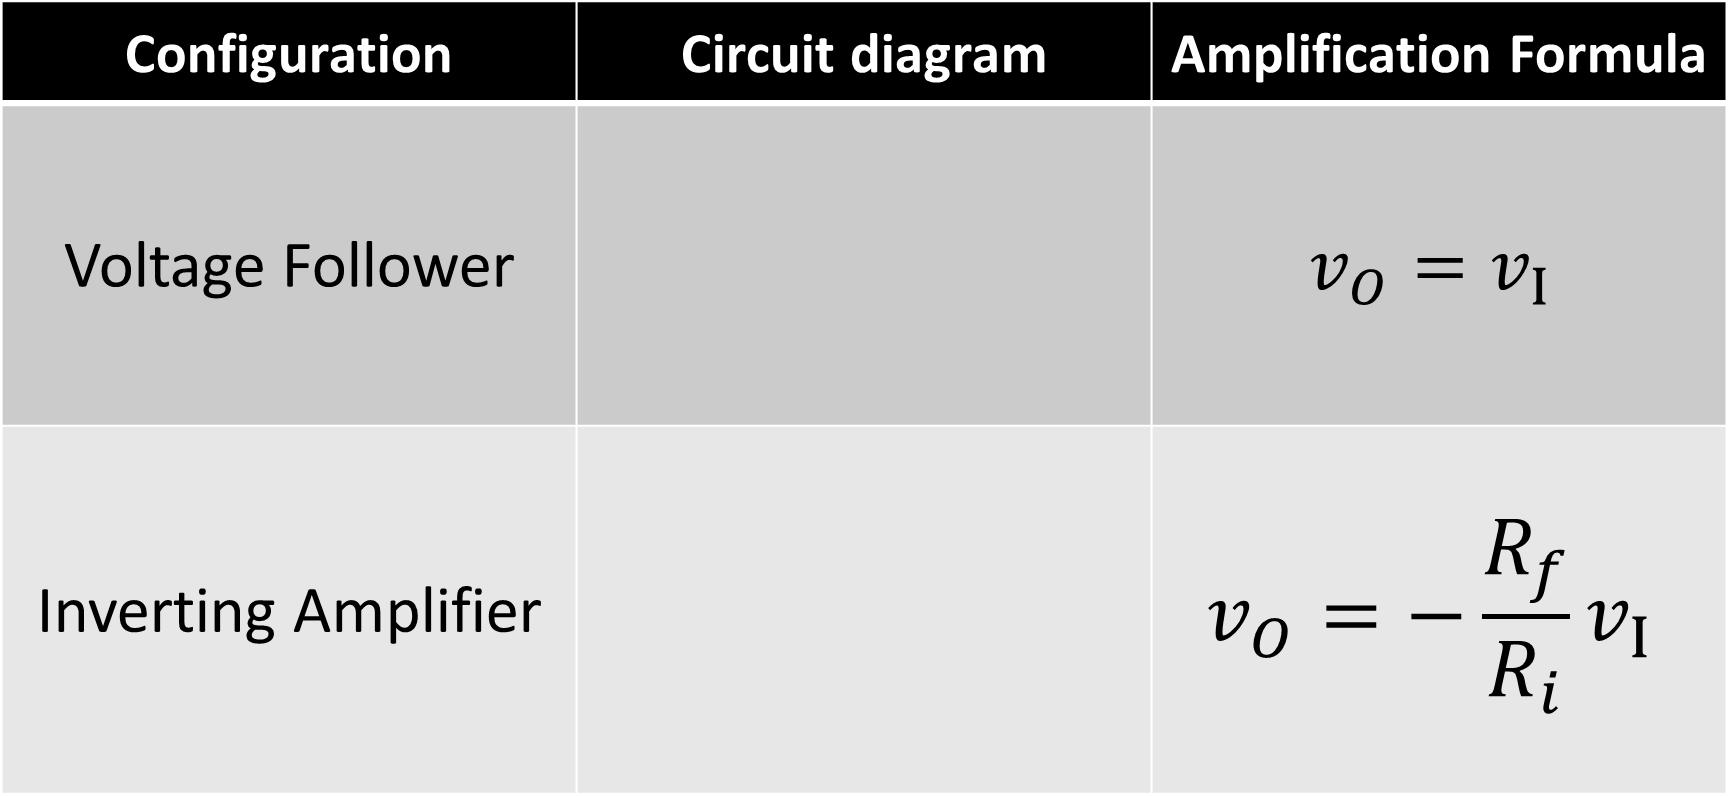 Configuration Circuit diagram Amplification Formula
Voltage Follower v_O = v_I
Inverting Amplifier v_O = − R_f / R_i v_I